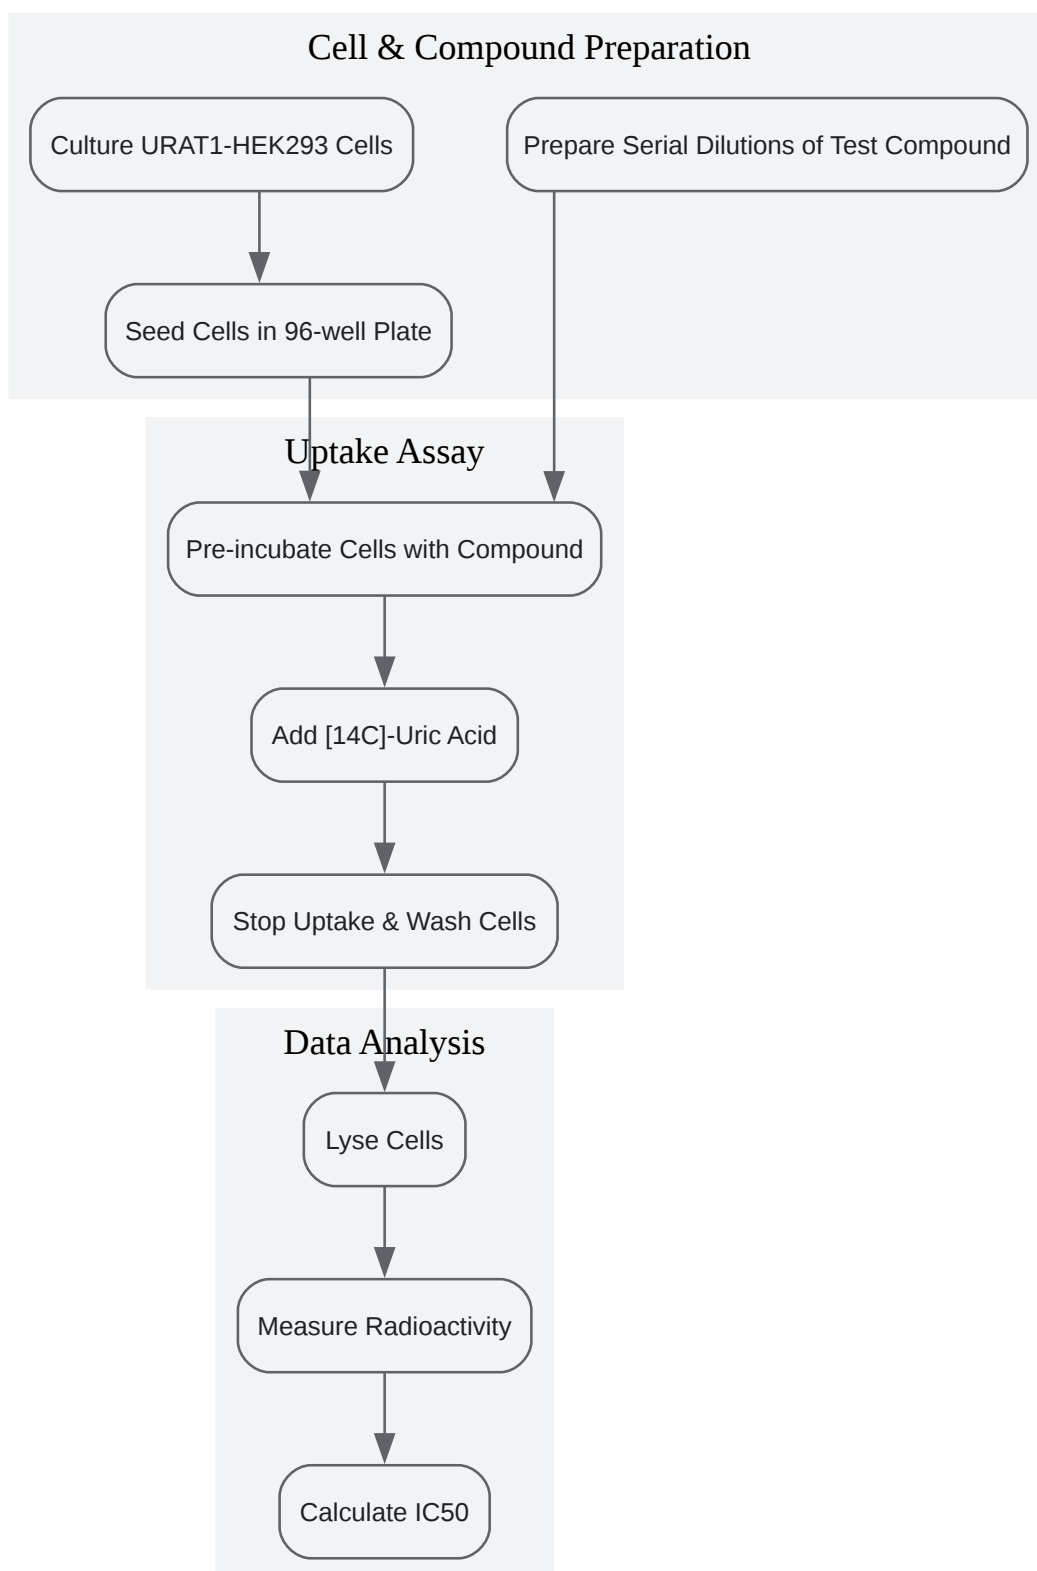 Cell & Compound Preparation
Culture URAT1-HEK293 Cells
Prepare Serial Dilutions of Test Compound
Seed Cells in 96-well Plate
Uptake Assay
Pre-incubate Cells with Compound
Add [14C]-Uric Acid
Stop Uptake & Wash Cells
Data Analysis
Lyse Cells
Measure Radioactivity
Calculate IC50